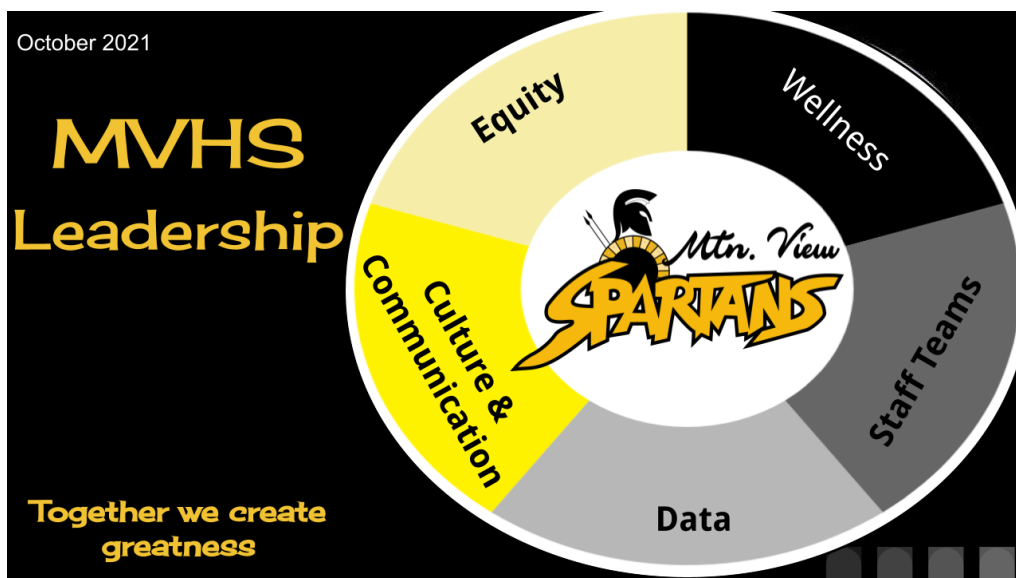 October 2021
MVHS
Leadership
Equity
Wellness
Mtn. View
SPARTANS
Culture &
Communication
Staff Teams
Data
Together we create
greatness